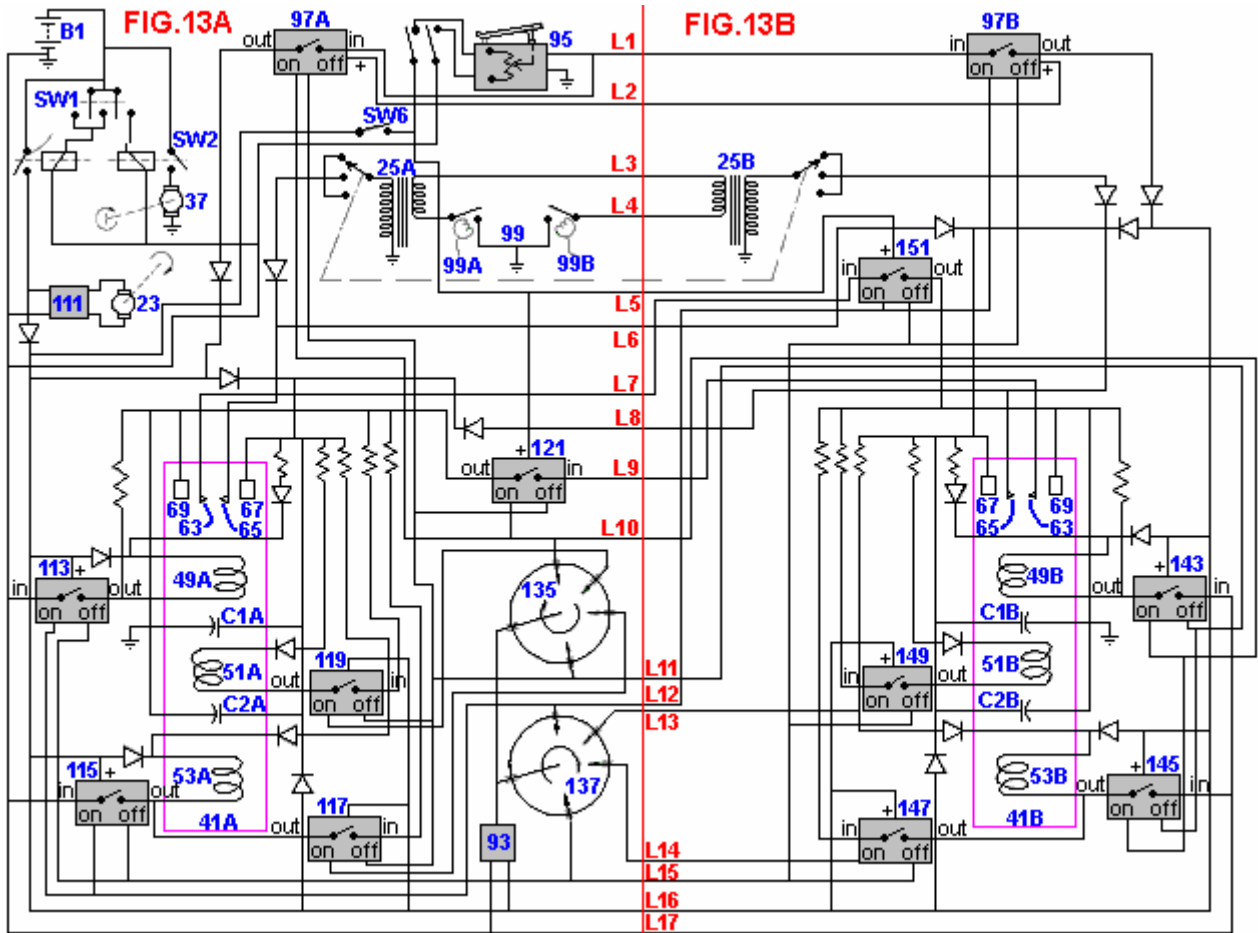 FIG.13A
FIG.13B
B1
97A
out
in
on
off
+
95
L1
97B
in
out
on
off
+
L2
SW1
SW2
SW6
37
25A
L3
25B
L4
99
99A
99B
151
+
in
out
on
off
111
23
L5
L6
L7
L8
121
+
out
in
on
off
L9
69
67
63
65
67
69
65
63
L10
113
+
in
out
on
off
49A
135
49B
143
+
out
in
on
off
C1A
C1B
51A
119
out
in
on
off
L11
149
+
in
out
on
off
51B
C2A
L12
L13
C2B
115
+
in
out
on
off
53A
41A
137
53B
145
+
out
in
on
off
41B
117
out
in
on
off
93
147
+
in
out
on
off
L14
L15
L16
L17